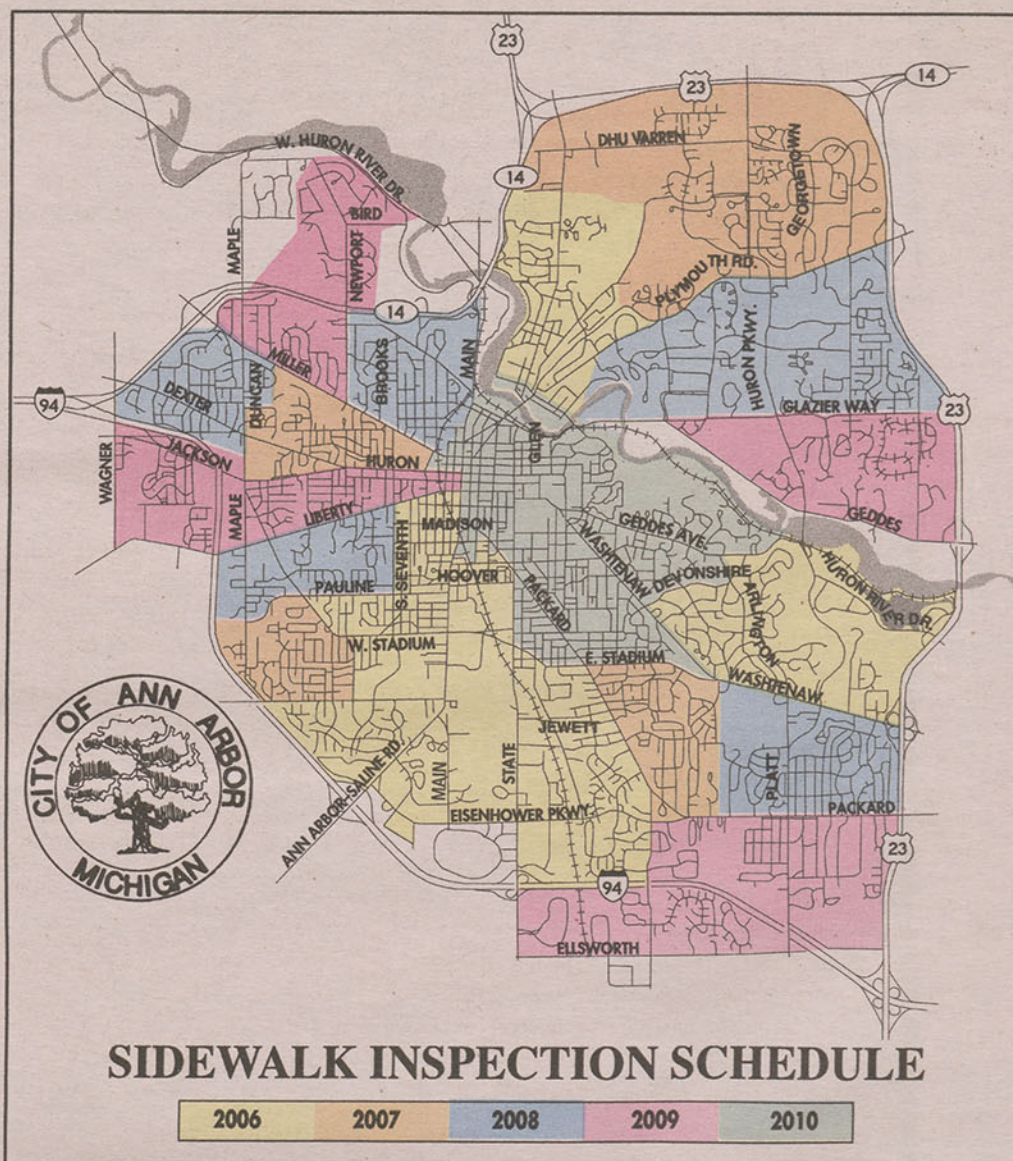 23
14
23
DHU VARREN
W. HURON RIVER DR.
14
GEORGETOWN
BIRD
MAPLE
NEWPORT
PLYMOUTH RD.
14
HURON PKWY.
MILLER
BROOKS
MAIN
DEXTER
DUNCAN
94
GLAZIER WAY
23
JACKSON
WAGNER
HURON
GLEN
LIBERTY
MAPLE
MADISON
GEDDES AVE.
GEDDES
S. SEVENTH
HOOVER
WASHTENAW
DEVONSHIRE
HURON RIVER DR.
PAULINE
PACKARD
ARLINGTON
W. STADIUM
E. STADIUM
WASHTENAW
CITY OF ANN ARBOR
MICHIGAN
JEWETT
ANN ARBOR-SALINE RD
MAIN
STATE
PLATT
EISENHOWER PKWY.
PACKARD
23
94
ELLSWORTH
SIDEWALK INSPECTION SCHEDULE
2006 2007 2008 2009 2010